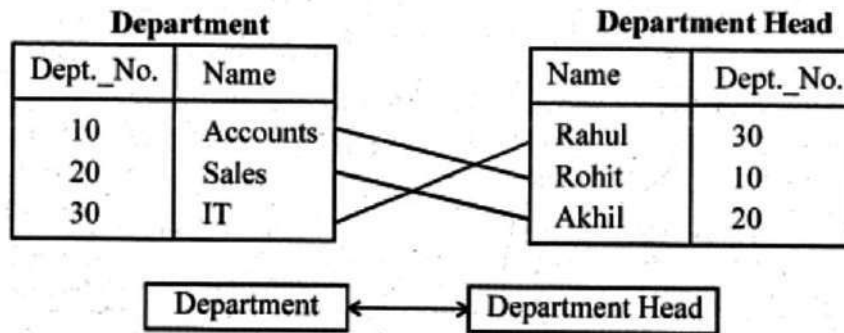 Department Department Head
Dept._No. Name Name Dept._No.
10 Accounts Rahul 30
20 Sales Rohit 10
30 IT Akhil 20
Department Department Head